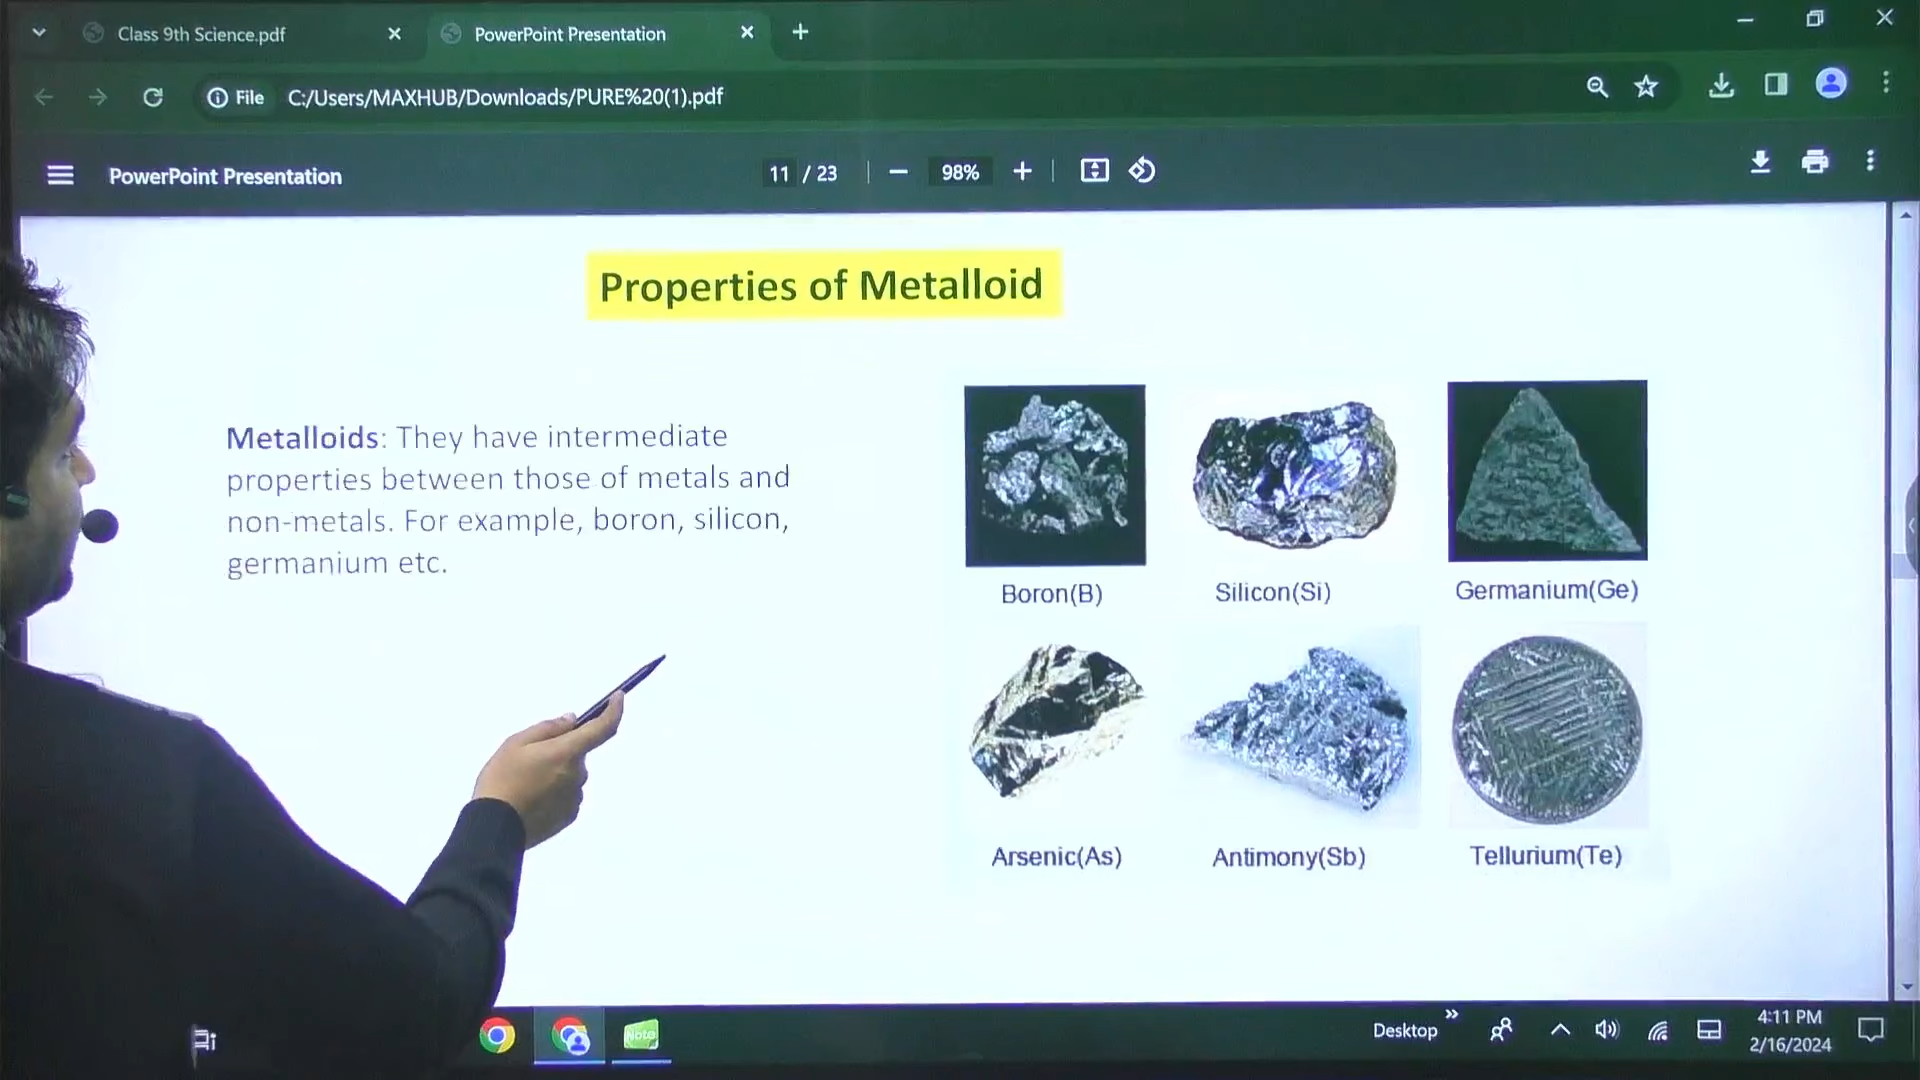 Class 9th Science.pdf
PowerPoint Presentation
File C:/Users/MAXHUB/Downloads/PURE%20(1).pdf
PowerPoint Presentation
11 / 23
98%
Properties of Metalloid
Metalloids: They have intermediate
properties between those of metals and
non-metals. For example, boron, silicon,
germanium etc.
Boron(B)
Silicon(Si)
Germanium(Ge)
Arsenic(As)
Antimony(Sb)
Tellurium(Te)
Note
Desktop
4:11 PM
2/16/2024